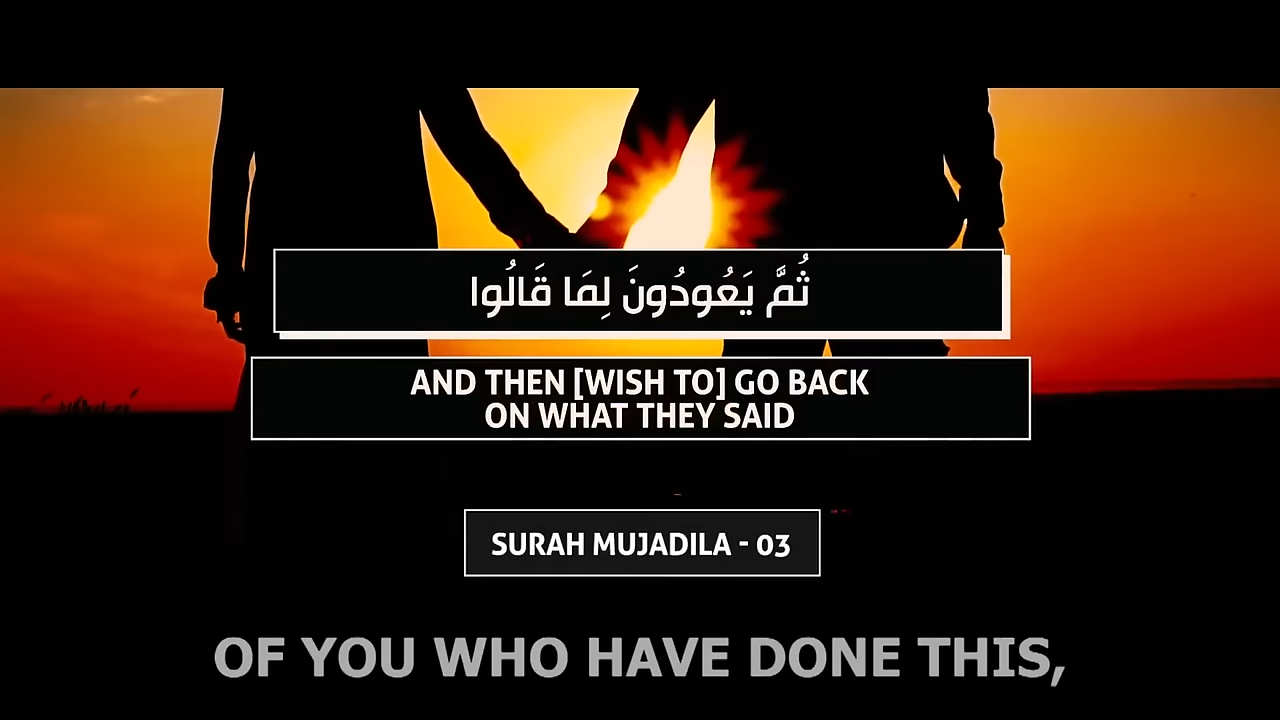 ثُمَّ يَعُودُونَ لِمَا قَالُوا
AND THEN [WISH TO] GO BACK
ON WHAT THEY SAID
SURAH MUJADILA - 03
OF YOU WHO HAVE DONE THIS,